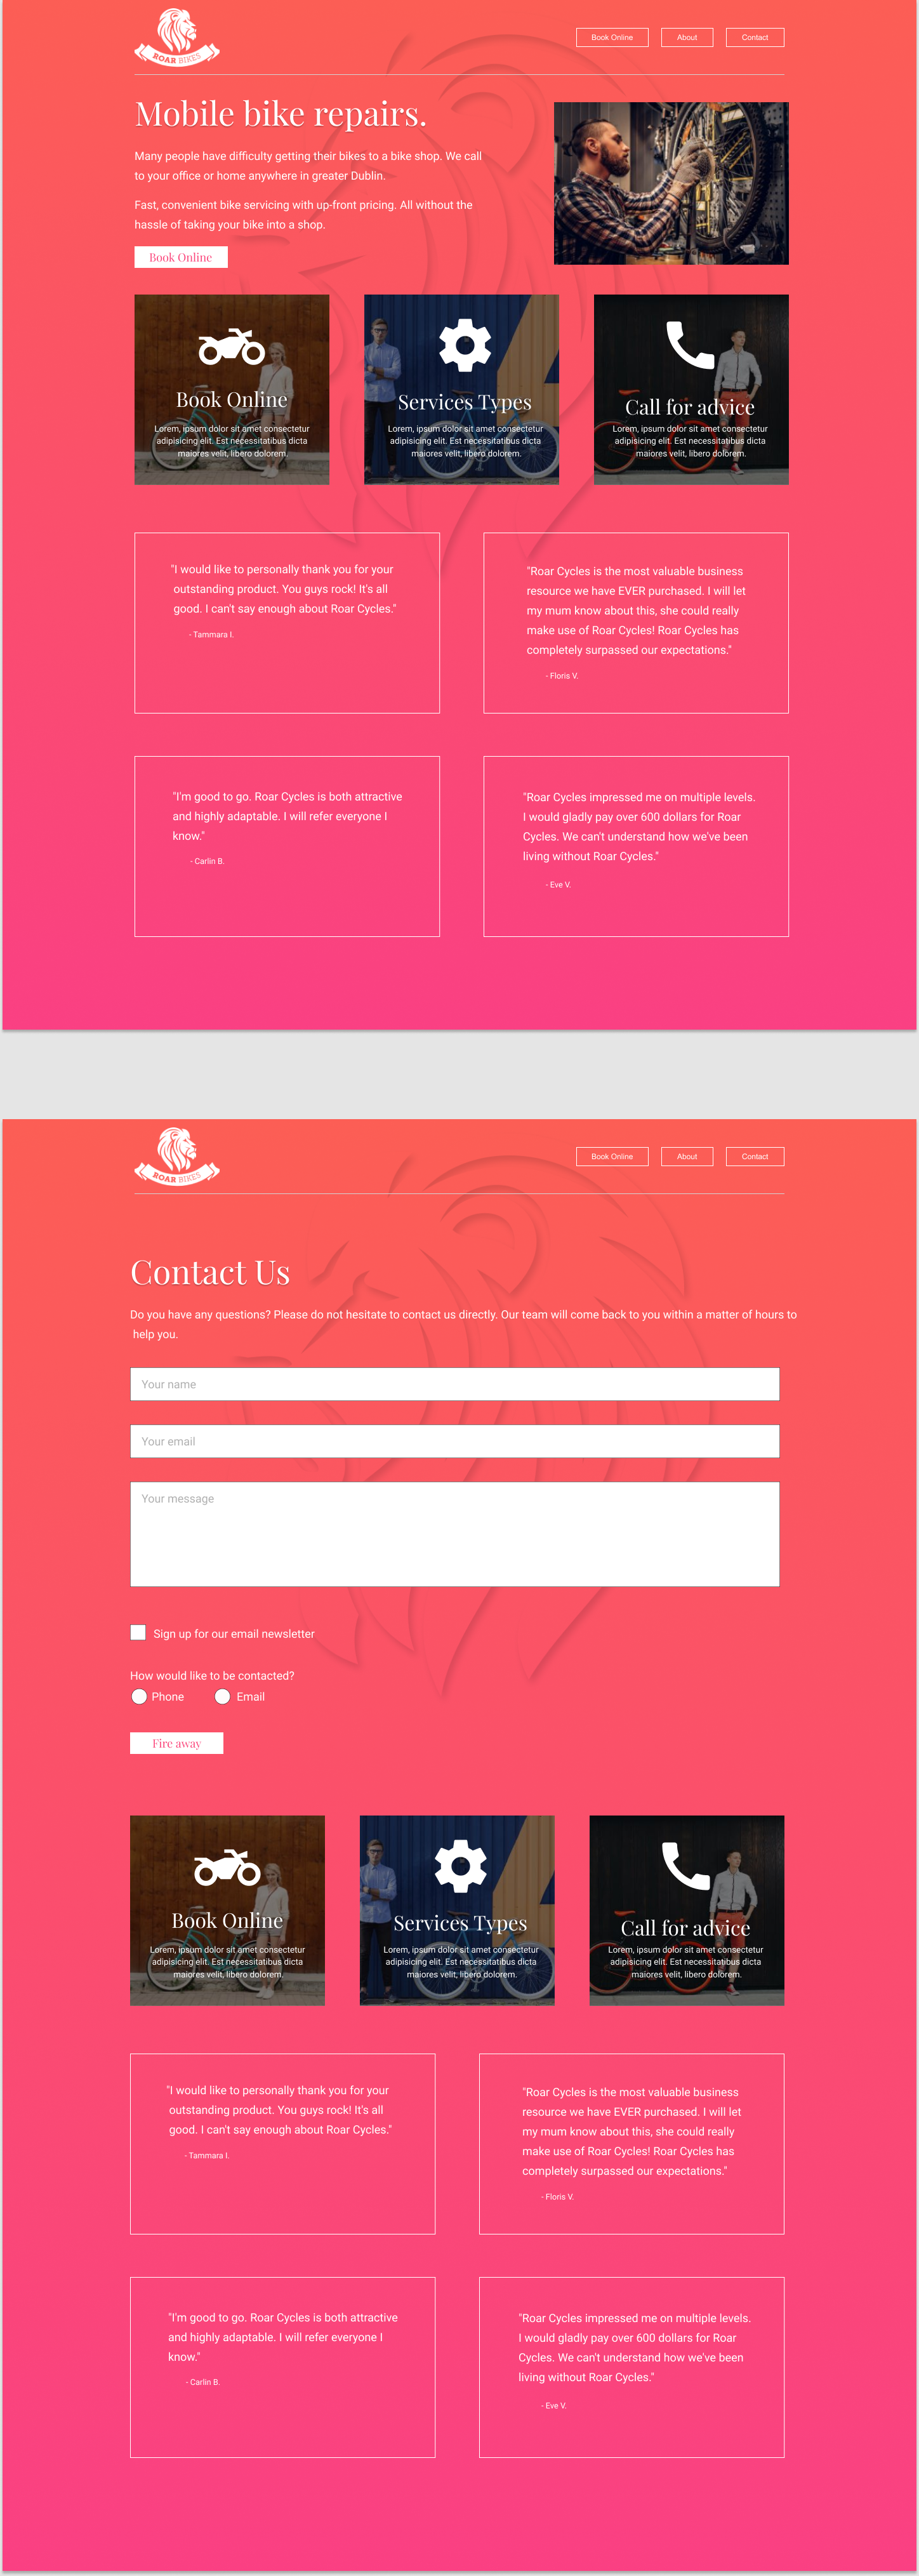 ROAR BIKES
Book Online
About
Contact
Mobile bike repairs.
Many people have difficulty getting their bikes to a bike shop. We call
to your office or home anywhere in greater Dublin.
Fast, convenient bike servicing with up-front pricing. All without the
hassle of taking your bike into a shop.
Book Online
Book Online
Lorem, ipsum dolor sit amet consectetur
adipisicing elit. Est necessitatibus dicta
maiores velit, libero dolorem.
Services Types
Lorem, ipsum dolor sit amet consectetur
adipisicing elit. Est necessitatibus dicta
maiores velit, libero dolorem.
Call for advice
Lorem, ipsum dolor sit amet consectetur
adipisicing elit. Est necessitatibus dicta
maiores velit, libero dolorem.
"I would like to personally thank you for your
outstanding product. You guys rock! It's all
good. I can't say enough about Roar Cycles."
- Tammara I.
"Roar Cycles is the most valuable business
resource we have EVER purchased. I will let
my mum know about this, she could really
make use of Roar Cycles! Roar Cycles has
completely surpassed our expectations."
- Floris V.
"I'm good to go. Roar Cycles is both attractive
and highly adaptable. I will refer everyone I
know."
- Carlin B.
"Roar Cycles impressed me on multiple levels.
I would gladly pay over 600 dollars for Roar
Cycles. We can't understand how we've been
living without Roar Cycles."
- Eve V.
ROAR BIKES
Book Online
About
Contact
Contact Us
Do you have any questions? Please do not hesitate to contact us directly. Our team will come back to you within a matter of hours to
help you.
Your name
Your email
Your message
Sign up for our email newsletter
How would like to be contacted?
Phone
Email
Fire away
Book Online
Lorem, ipsum dolor sit amet consectetur
adipisicing elit. Est necessitatibus dicta
maiores velit, libero dolorem.
Services Types
Lorem, ipsum dolor sit amet consectetur
adipisicing elit. Est necessitatibus dicta
maiores velit, libero dolorem.
Call for advice
Lorem, ipsum dolor sit amet consectetur
adipisicing elit. Est necessitatibus dicta
maiores velit, libero dolorem.
"I would like to personally thank you for your
outstanding product. You guys rock! It's all
good. I can't say enough about Roar Cycles."
- Tammara I.
"Roar Cycles is the most valuable business
resource we have EVER purchased. I will let
my mum know about this, she could really
make use of Roar Cycles! Roar Cycles has
completely surpassed our expectations."
- Floris V.
"I'm good to go. Roar Cycles is both attractive
and highly adaptable. I will refer everyone I
know."
- Carlin B.
"Roar Cycles impressed me on multiple levels.
I would gladly pay over 600 dollars for Roar
Cycles. We can't understand how we've been
living without Roar Cycles."
- Eve V.